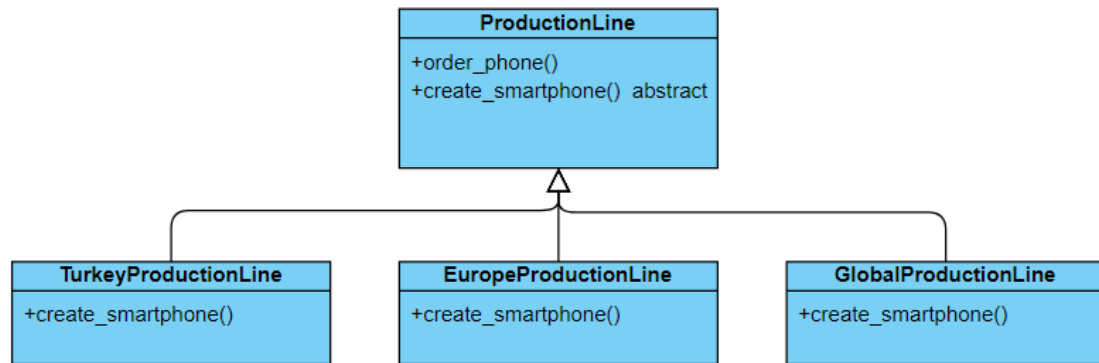 ProductionLine
+order_phone()
+create_smartphone() abstract
TurkeyProductionLine
+create_smartphone()
EuropeProductionLine
+create_smartphone()
GlobalProductionLine
+create_smartphone()